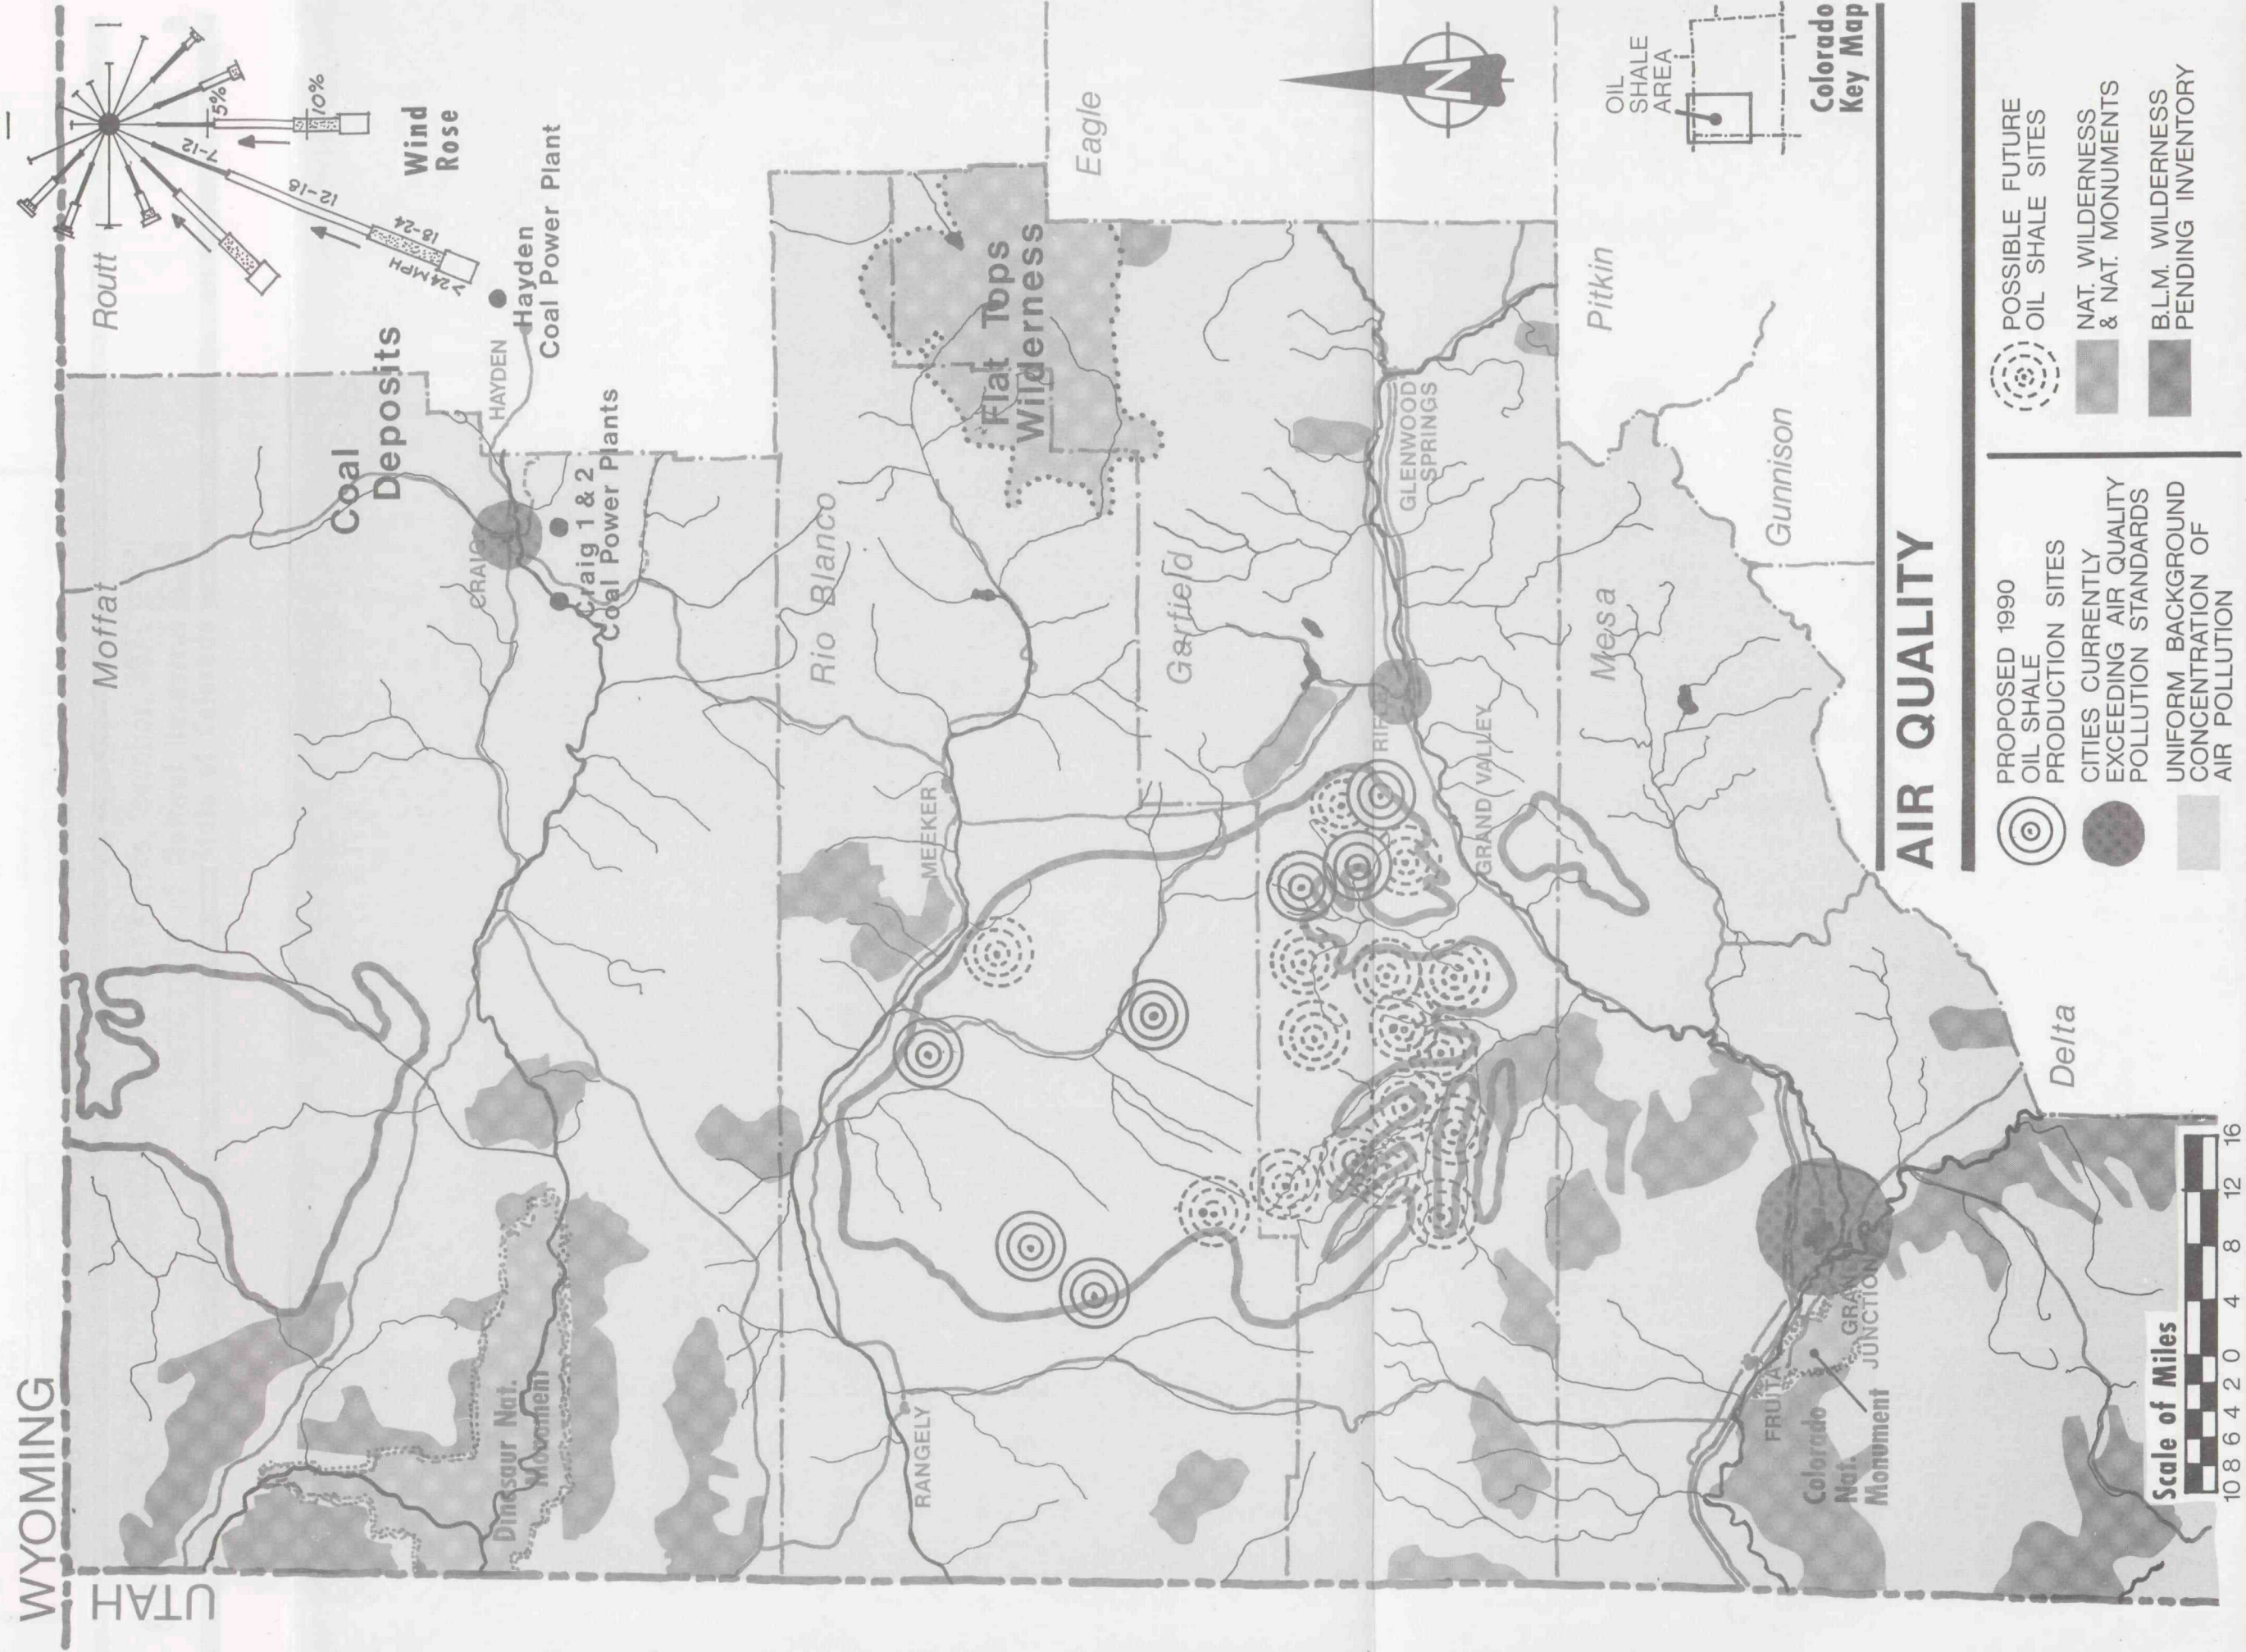 WYOMING
UTAH
Moffat
Routt
Coal
Deposits
7-12
12-18
18-24
>24 MPH
5%
10%
Wind
Rose
HAYDEN
Hayden
Coal Power Plant
CRAIG
Craig 1 & 2
Coal Power Plants
Dinosaur Nat.
Monument
Rio Blanco
MEEKER
RANGELY
Flat Tops
Wilderness
Eagle
Garfield
RIFLE
GLENWOOD
SPRINGS
GRAND VALLEY
N
Mesa
Pitkin
Gunnison
Delta
FRUITA
GRAND
JUNCTION
Colorado
Nat.
Monument
OIL
SHALE
AREA
Colorado
Key Map
AIR QUALITY
PROPOSED 1990
OIL SHALE
PRODUCTION SITES
CITIES CURRENTLY
EXCEEDING AIR QUALITY
POLLUTION STANDARDS
UNIFORM BACKGROUND
CONCENTRATION OF
AIR POLLUTION
POSSIBLE FUTURE
OIL SHALE SITES
NAT. WILDERNESS
& NAT. MONUMENTS
B.L.M. WILDERNESS
PENDING INVENTORY
Scale of Miles
10 8 6 4 2 0 4 8 12 16